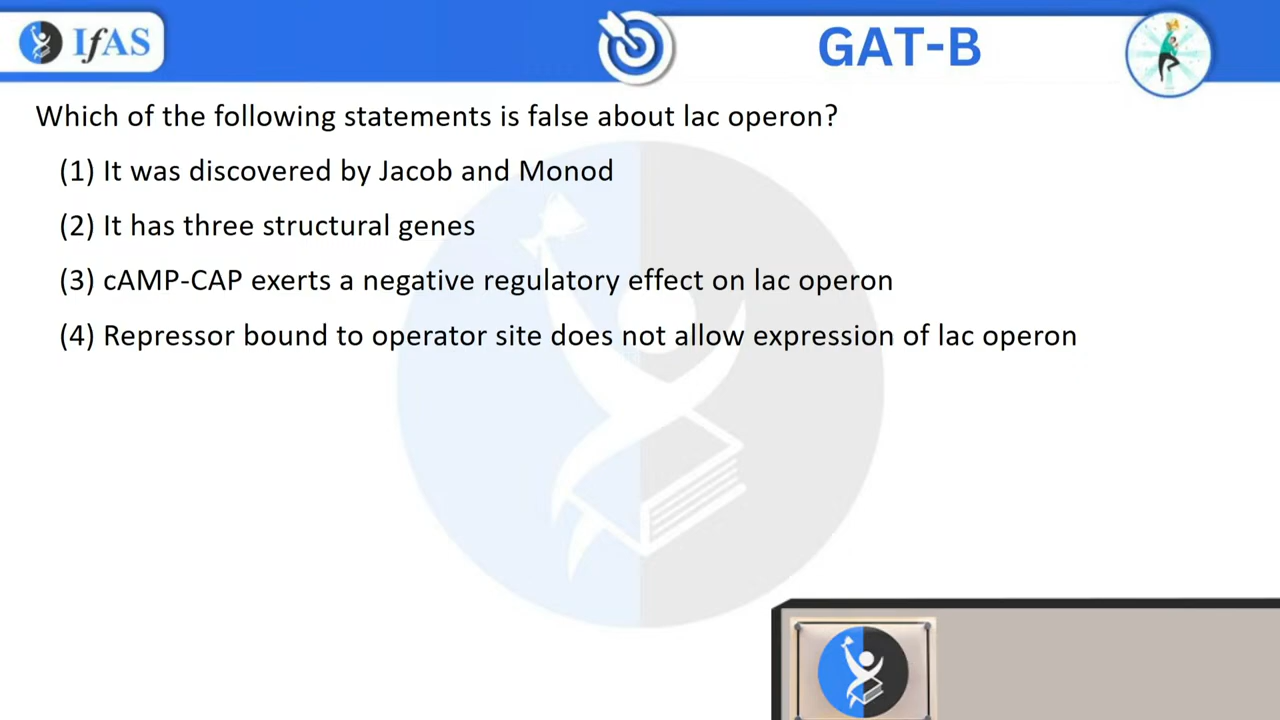 IfAS
GAT-B
Which of the following statements is false about lac operon?
(1) It was discovered by Jacob and Monod
(2) It has three structural genes
(3) cAMP-CAP exerts a negative regulatory effect on lac operon
(4) Repressor bound to operator site does not allow expression of lac operon